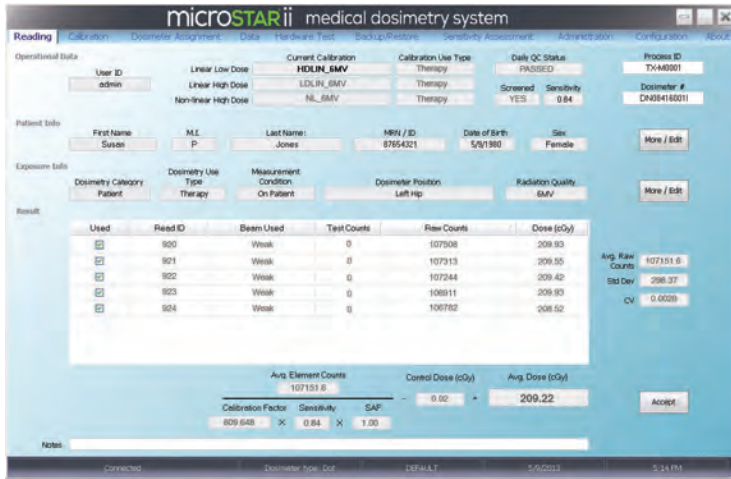 microSTAR ii medical dosimetry system
Reading Calibration Dosimeter Assignment Data Hardware Test Backup/Restore Sensitivity Assessment Administration Configuration About
Operational Data
Current Calibration Calibration Use Type Daily QC Status Process ID
User ID Linear Low Dose HDLIN_6MV Therapy PASSED TX-M0001
admin Linear High Dose LDLIN_6MV Therapy Screened Sensitivity Dosimeter #
Non-linear High Dose NL_6MV Therapy YES 0.84 DN08416001I
Patient Info
First Name M.I. Last Name: MRN / ID Date of Birth Sex
Susan P Jones 87654321 5/9/1980 Female More / Edit
Exposure Info
Dosimetry Category Dosimetry Use Type Measurement Condition Dosimeter Position Radiation Quality
Patient Therapy On Patient Left Hip 6MV More / Edit
Result
Used Read ID Beam Used Test Counts Raw Counts Dose (cGy)
920 Weak 0 107508 209.93
921 Weak 0 107313 209.55
922 Weak 0 107244 209.42
923 Weak 0 209.93
924 Weak 0 106782 208.52
Avg. Raw Counts 107151.6
Std Dev 298.37
CV 0.0028
Avg. Element Counts Control Dose (cGy) Avg. Dose (cGy)
107151.6 - 0.02 = 209.22
Calibration Factor Sensitivity SAF Accept
609.648 X 0.84 X 1.00
Notes
Connected Dosimeter type: Dot DEFAULT 5/9/2013 5:14 PM